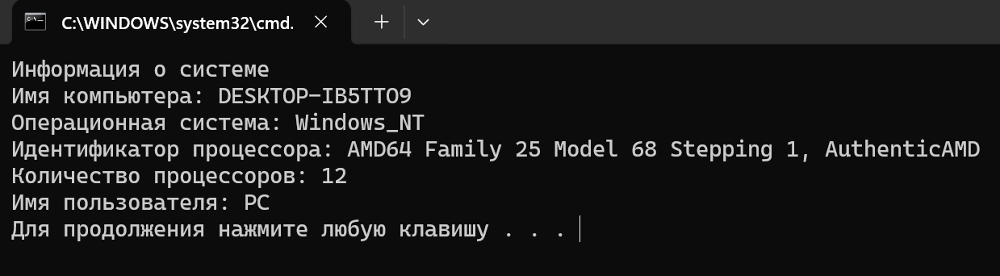 C:\WINDOWS\system32\cmd.
Информация о системе
Имя компьютера: DESKTOP-IB5TTO9
Операционная система: Windows_NT
Идентификатор процессора: AMD64 Family 25 Model 68 Stepping 1, AuthenticAMD
Количество процессоров: 12
Имя пользователя: PC
Для продолжения нажмите любую клавишу . . .